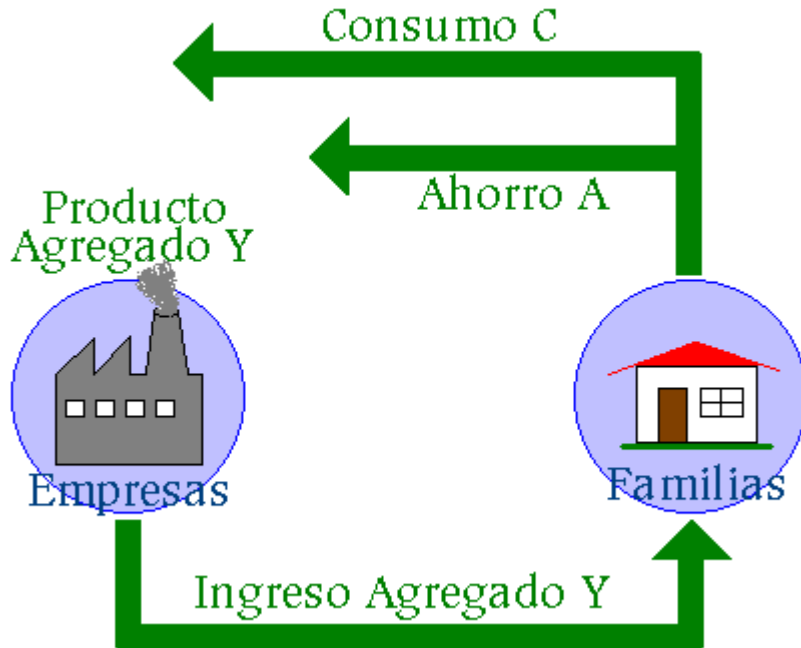 Consumo C
Ahorro A
Producto
Agregado Y
Empresas
Familias
Ingreso Agregado Y